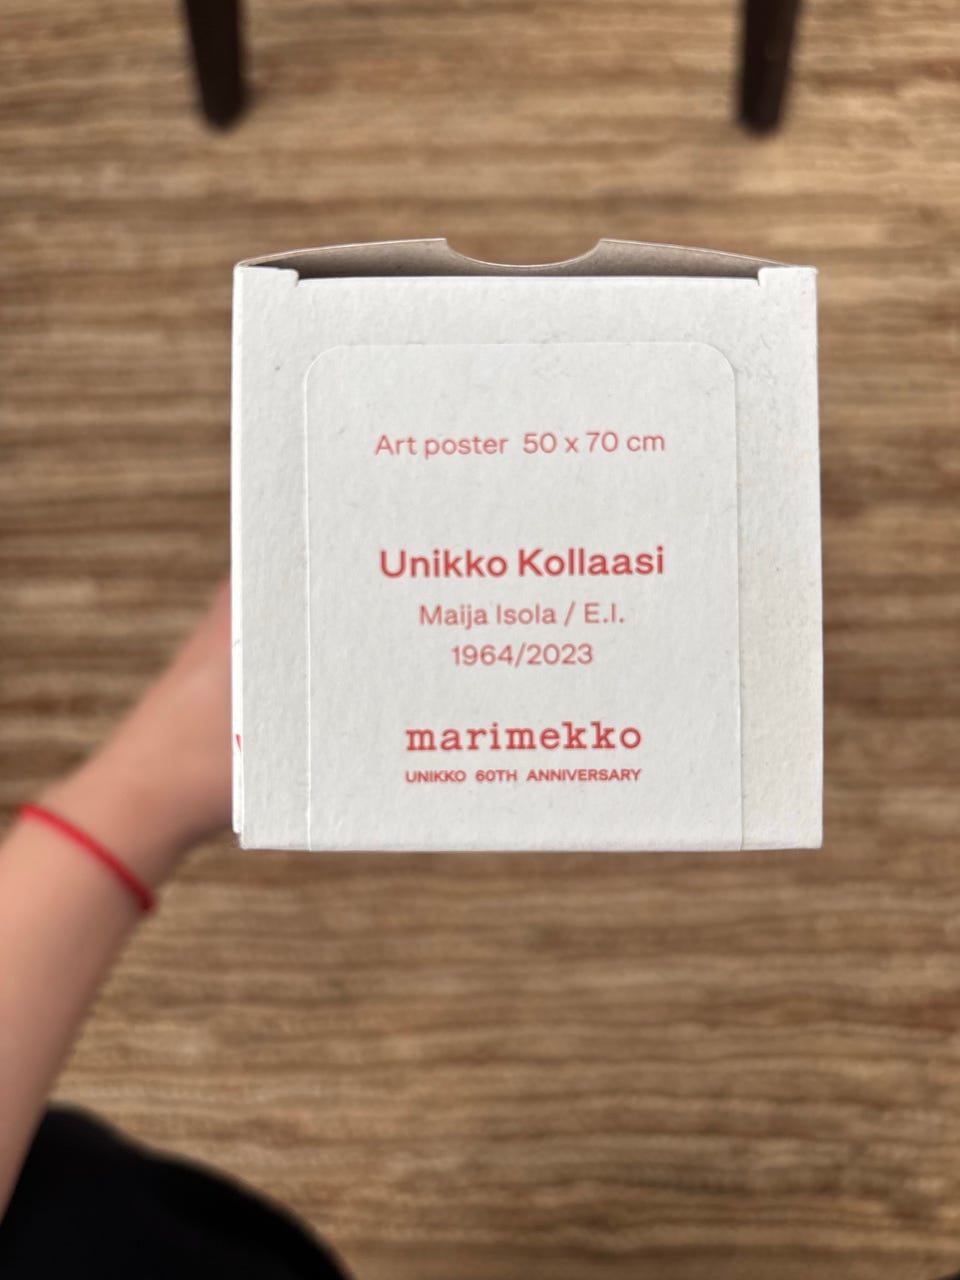 Art poster 50 x 70 cm
Unikko Kollaasi
Maija Isola / E.I.
1964/2023
marimekko
UNIKKO 60TH ANNIVERSARY